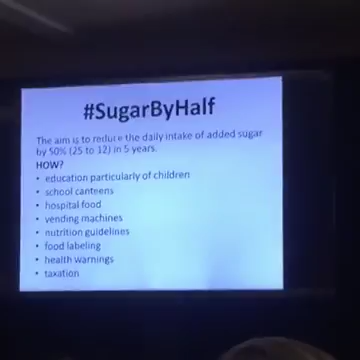 #SugarByHalf
The aim is to reduce the daily intake of added sugar
by 50% (25 to 12) in 5 years.
HOW?
• education particularly of children
• school canteens
• hospital food
• vending machines
• nutrition guidelines
• food labeling
• health warnings
• taxation